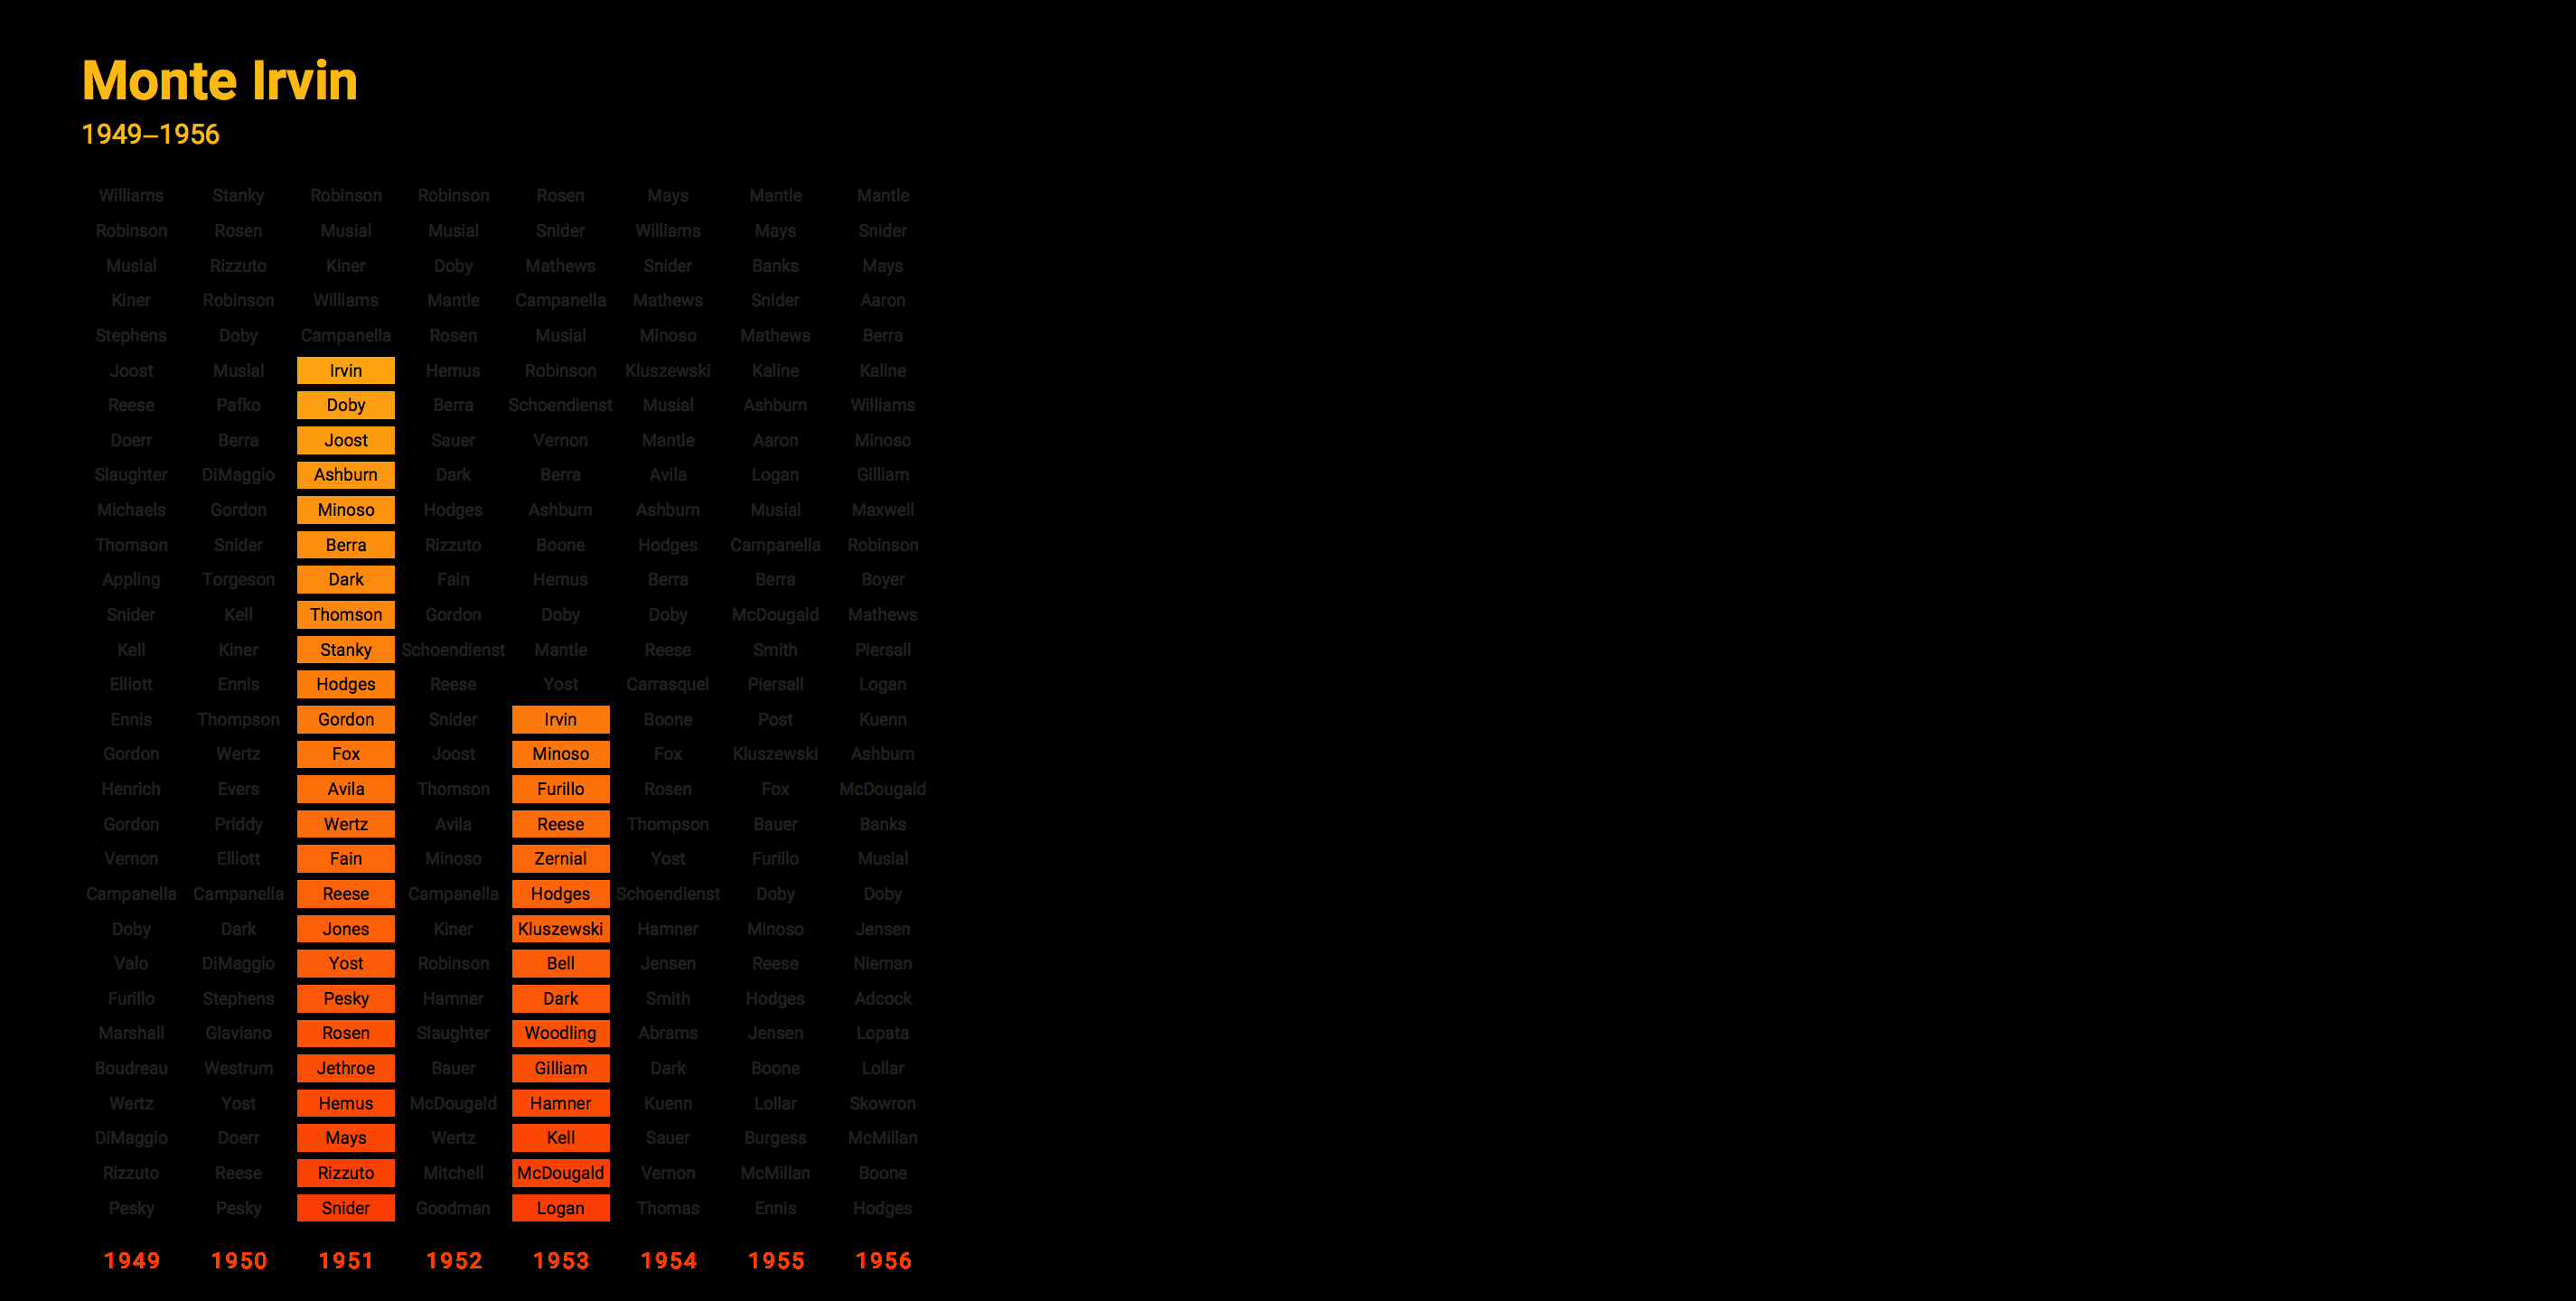 Monte Irvin
1949–1956
Williams Stanky Robinson Robinson Rosen Mays Mantle Mantle
Robinson Rosen Musial Musial Snider Williams Mays Snider
Musial Rizzuto Kiner Doby Mathews Snider Banks Mays
Kiner Robinson Williams Mantle Campanella Mathews Snider Aaron
Stephens Doby Campanella Rosen Musial Minoso Mathews Berra
Joost Musial Irvin Hemus Robinson Kluszewski Kaline Kaline
Reese Pafko Doby Berra Schoendienst Musial Ashburn Williams
Doerr Berra Joost Sauer Vernon Mantle Aaron Minoso
Slaughter DiMaggio Ashburn Dark Berra Avila Logan Gilliam
Michaels Gordon Minoso Hodges Ashburn Ashburn Musial Maxwell
Thomson Snider Berra Rizzuto Boone Hodges Campanella Robinson
Appling Torgeson Dark Fain Hemus Berra Berra Boyer
Snider Kell Thomson Gordon Doby Doby McDougald Mathews
Kell Kiner Stanky Schoendienst Mantle Reese Smith Piersall
Elliott Ennis Hodges Reese Yost Carrasquel Piersall Logan
Ennis Thompson Gordon Snider Irvin Boone Post Kuenn
Gordon Wertz Fox Joost Minoso Fox Kluszewski Ashburn
Henrich Evers Avila Thomson Furillo Rosen Fox McDougald
Gordon Priddy Wertz Avila Reese Thompson Bauer Banks
Vernon Elliott Fain Minoso Zernial Yost Furillo Musial
Campanella Campanella Reese Campanella Hodges Schoendienst Doby Doby
Doby Dark Jones Kiner Kluszewski Hamner Minoso Jensen
Valo DiMaggio Yost Robinson Bell Jensen Reese Nieman
Furillo Stephens Pesky Hamner Dark Smith Hodges Adcock
Marshall Glaviano Rosen Slaughter Woodling Abrams Jensen Lopata
Boudreau Westrum Jethroe Bauer Gilliam Dark Boone Lollar
Wertz Yost Hemus McDougald Hamner Kuenn Lollar Skowron
DiMaggio Doerr Mays Wertz Kell Sauer Burgess McMillan
Rizzuto Reese Rizzuto Mitchell McDougald Vernon McMillan Boone
Pesky Pesky Snider Goodman Logan Thomas Ennis Hodges
1949 1950 1951 1952 1953 1954 1955 1956